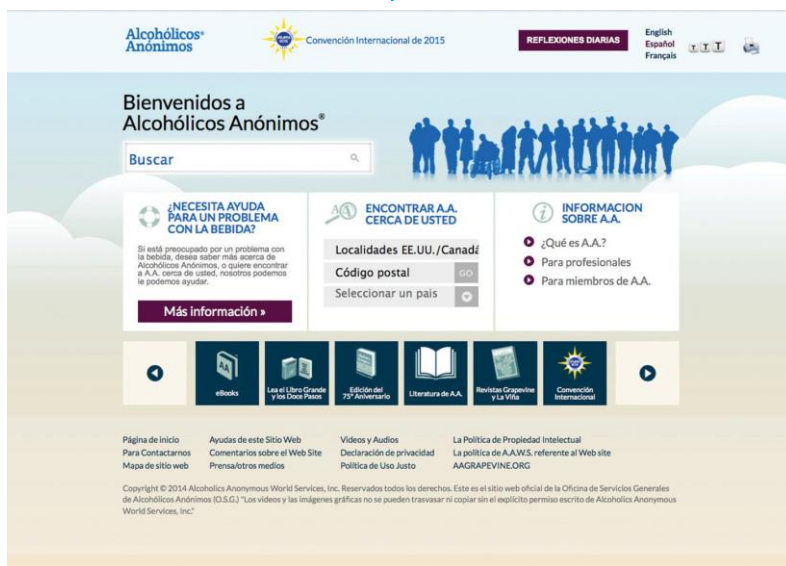 Alcohólicos®
Anónimos
Convención Internacional de 2015
REFLEXIONES DIARIAS
English
Español
Français
T T T
Bienvenidos a
Alcohólicos Anónimos®
Buscar
¿NECESITA AYUDA
PARA UN PROBLEMA
CON LA BEBIDA?
Si está preocupado por un problema con
la bebida, desea saber más acerca de
Alcohólicos Anónimos, o quiere encontrar
a A.A. cerca de usted, nosotros podemos
le podemos ayudar.
Más información »
ENCONTRAR A.A.
CERCA DE USTED
Localidades EE.UU./Canadá
Código postal
GO
Seleccionar un pais
INFORMACION
SOBRE A.A.
¿Qué es A.A.?
Para profesionales
Para miembros de A.A.
AA
eBooks
Lea el Libro Grande
y los Doce Pasos
Edición del
75º Aniversario
Literatura de A.A.
Revistas Grapevine
y La Viña
Convención
Internacional
Página de inicio
Ayudas de este Sitio Web
Videos y Audios
La Política de Propiedad Intelectual
Para Contactarnos
Comentarios sobre el Web Site
Declaración de privacidad
La política de A.A.W.S. referente al Web site
Mapa de sitio web
Prensa/otros medios
Política de Uso Justo
AAGRAPEVINE.ORG
Copyright © 2014 Alcoholics Anonymous World Services, Inc. Reservados todos los derechos. Este es el sitio web oficial de la Oficina de Servicios Generales
de Alcohólicos Anónimos (O.S.G.) "Los videos y las imágenes gráficas no se pueden trasvasar ni copiar sin el explícito permiso escrito de Alcoholics Anonymous
World Services, Inc."